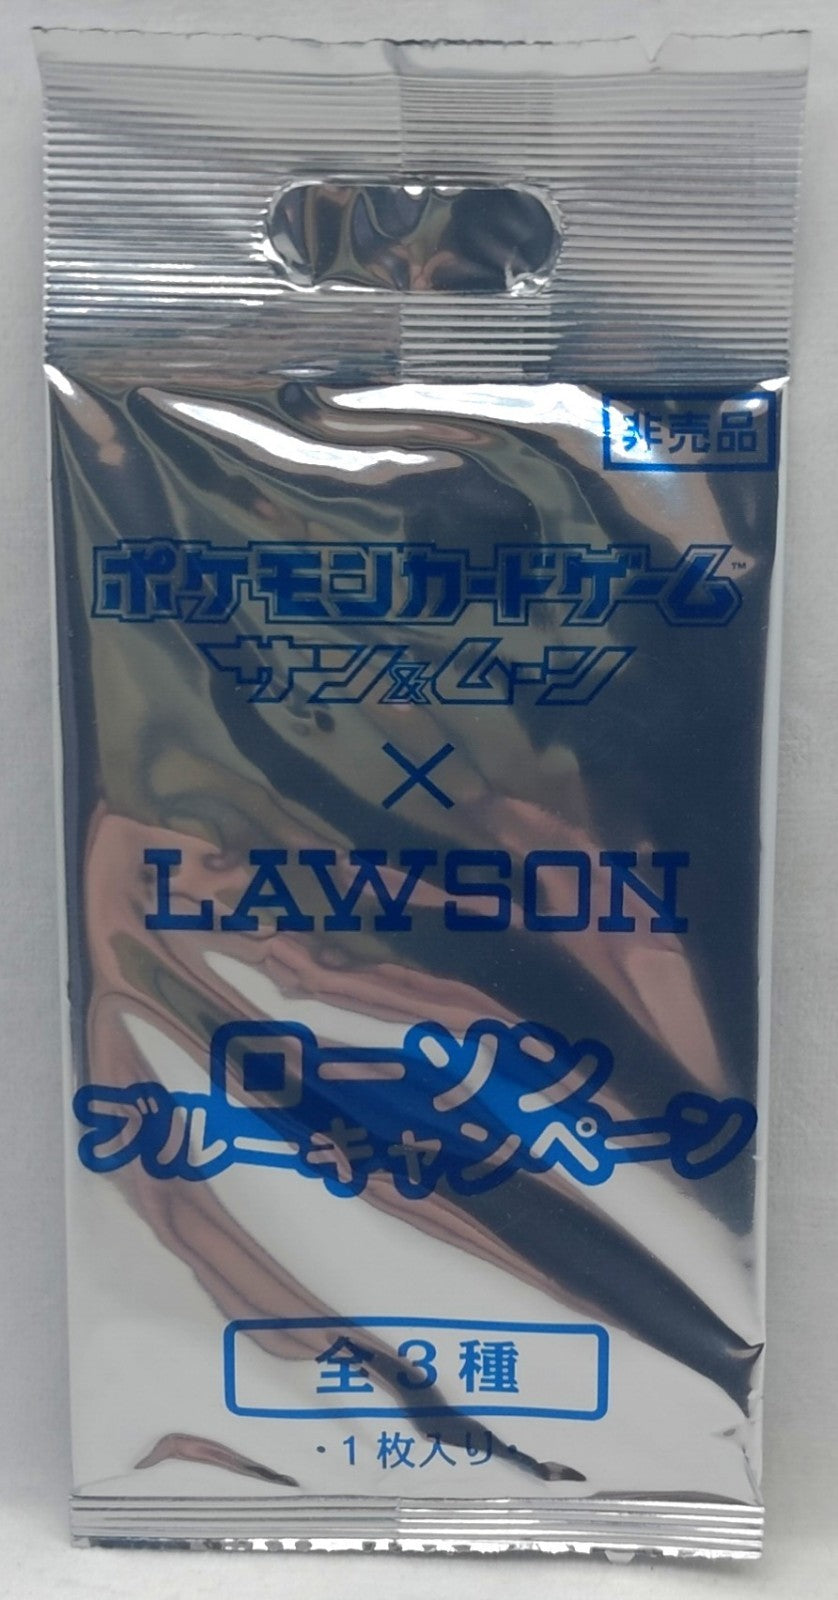 非売品
ポケモンカードゲーム™
サン&ムーン
×
LAWSON
ローソン
ブルーキャンペーン
全3種
・1枚入り・